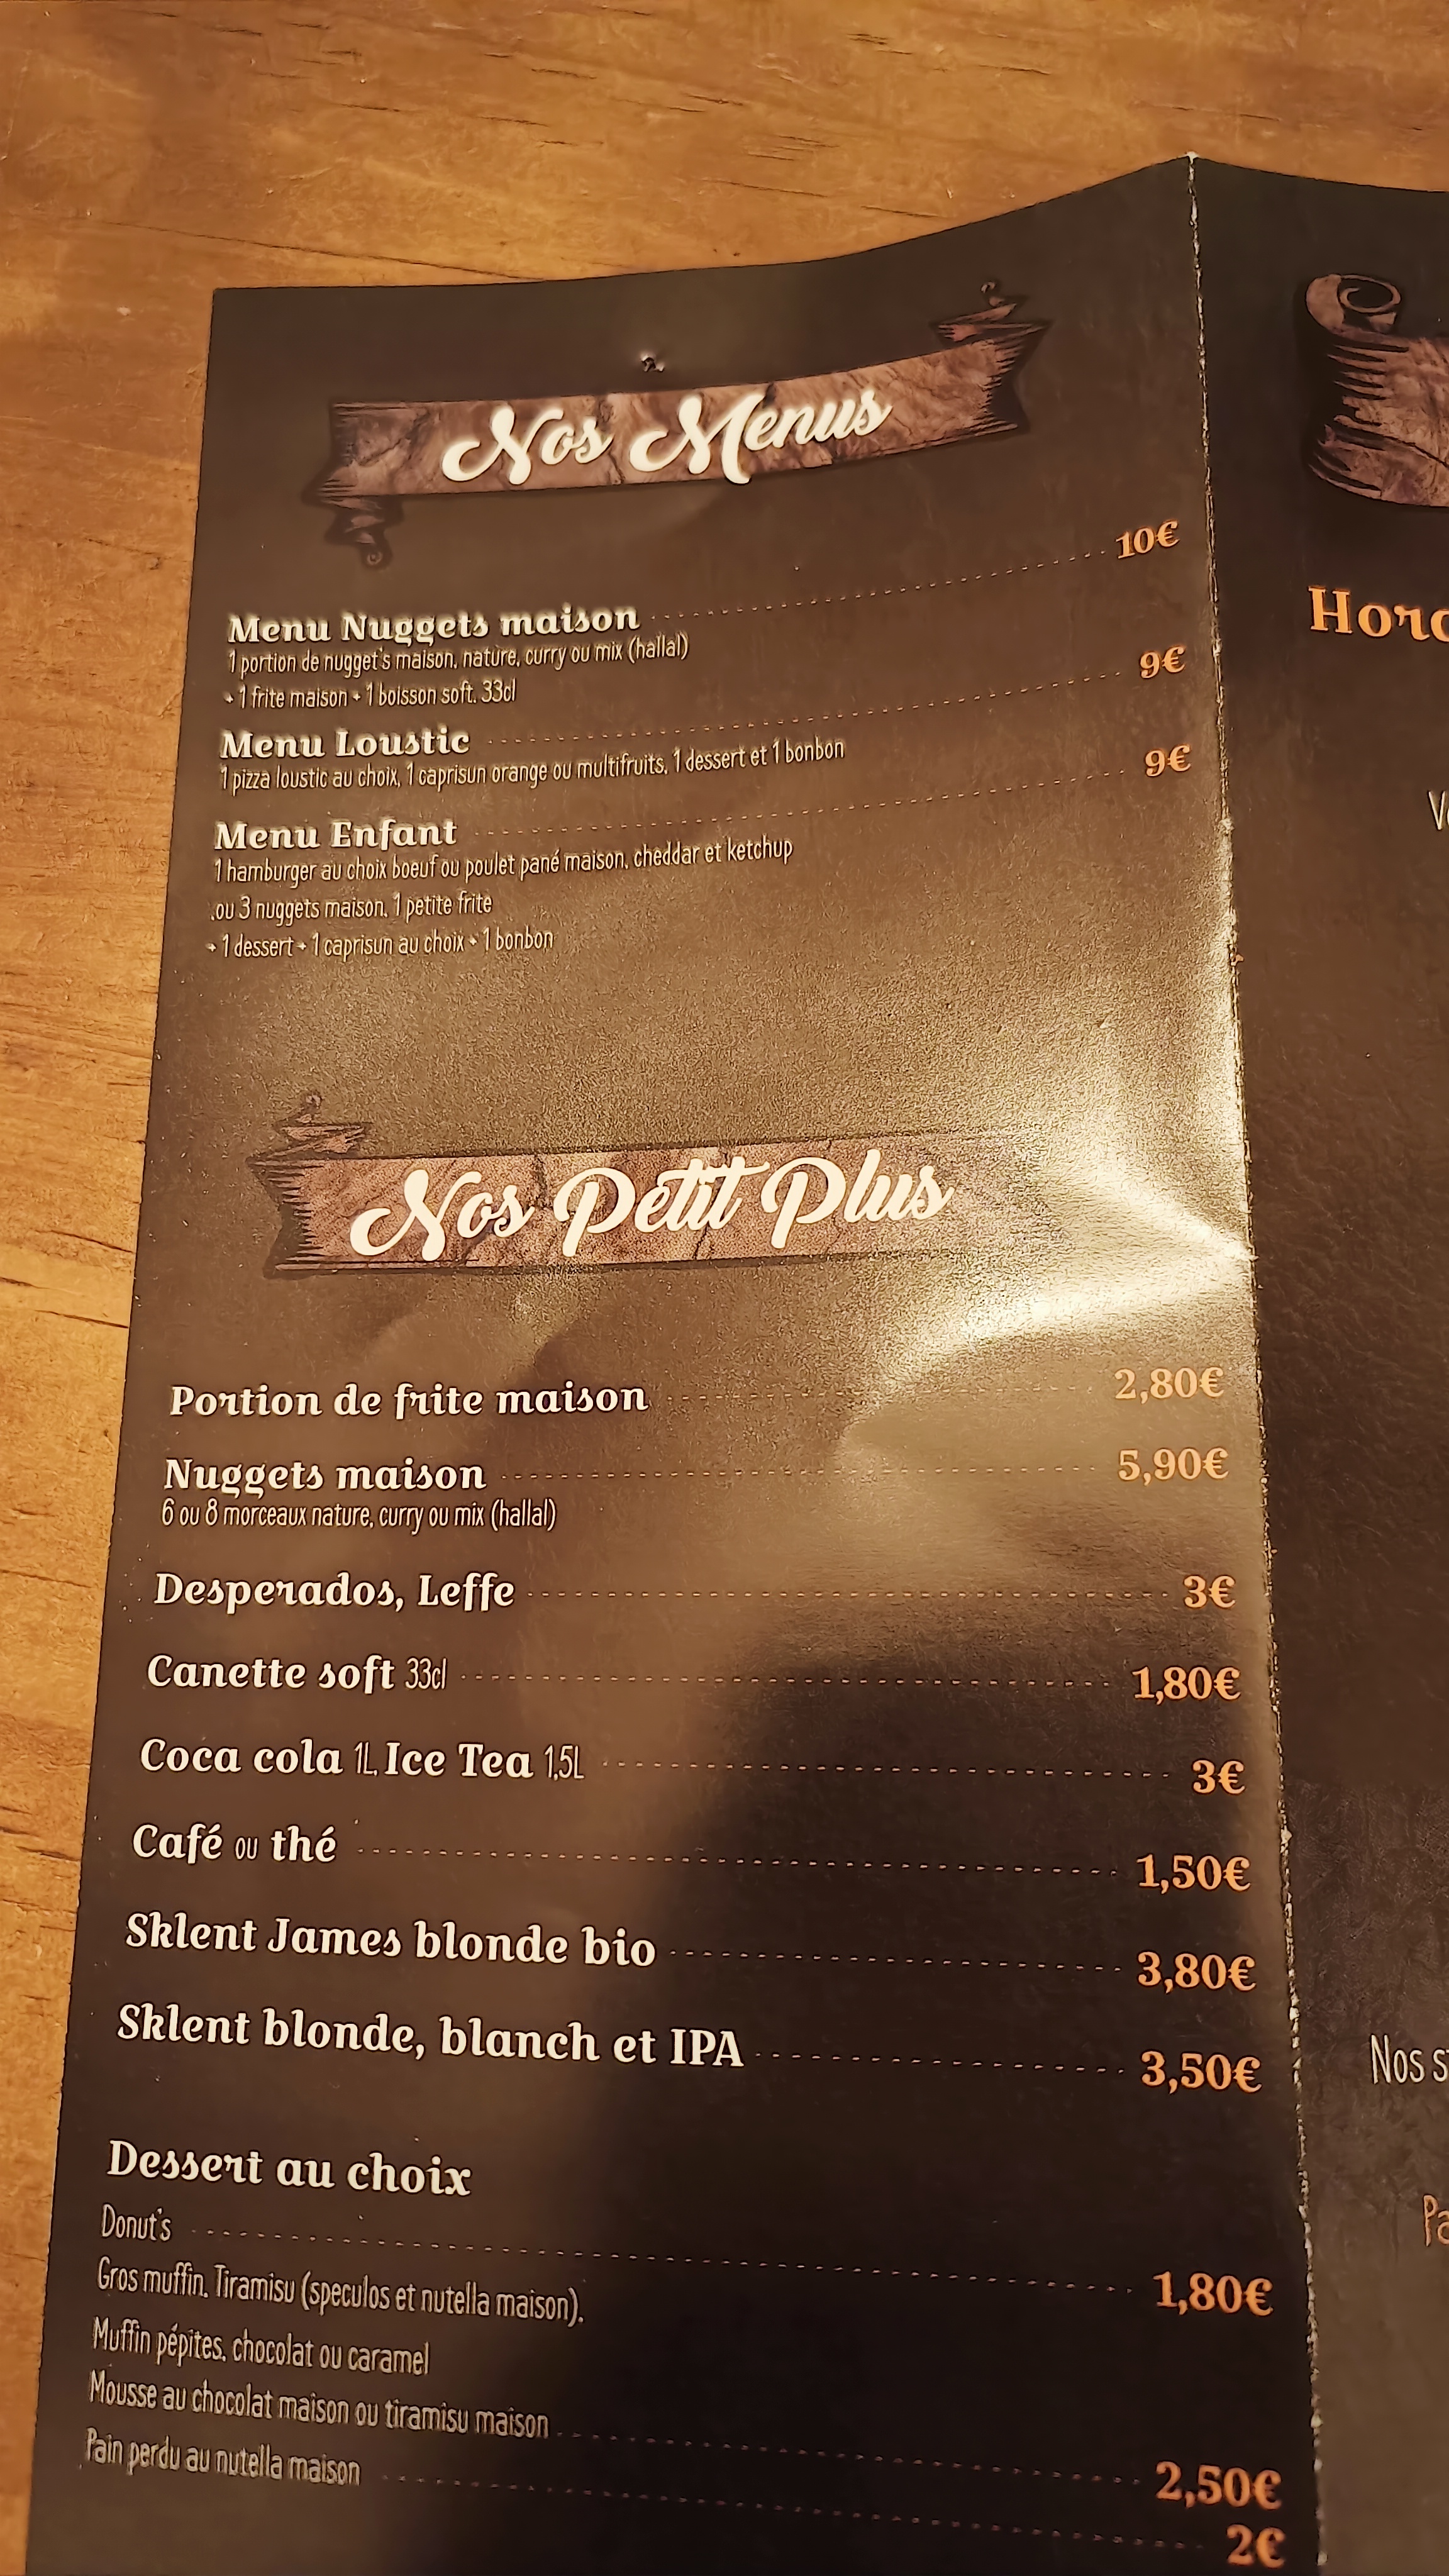 Nos Menus
Menu Nuggets maison 10€
1 portion de nugget's maison, nature, curry ou mix (hallal)
+ 1 frite maison + 1 boisson soft. 33cl
Menu Loustic 9€
1 pizza loustic au choix, 1 caprisun orange ou multifruits, 1 dessert et 1 bonbon
Menu Enfant 9€
1 hamburger au choix boeuf ou poulet pané maison, cheddar et ketchup
.ou 3 nuggets maison, 1 petite frite
+ 1 dessert + 1 caprisun au choix + 1 bonbon
Nos Petit Plus
Portion de frite maison 2,80€
Nuggets maison 5,90€
6 ou 8 morceaux nature, curry ou mix (hallal)
Desperados, Leffe 3€
Canette soft 33cl 1,80€
Coca cola 1L, Ice Tea 1,5L 3€
Café ou thé 1,50€
Sklent James blonde bio 3,80€
Sklent blonde, blanch et IPA 3,50€
Dessert au choix
Donut's 1,80€
Gros muffin, Tiramisu (speculos et nutella maison),
Muffin pépites, chocolat ou caramel
Mousse au chocolat maison ou tiramisu maison 2,50€
Pain perdu au nutella maison 2€
Nos